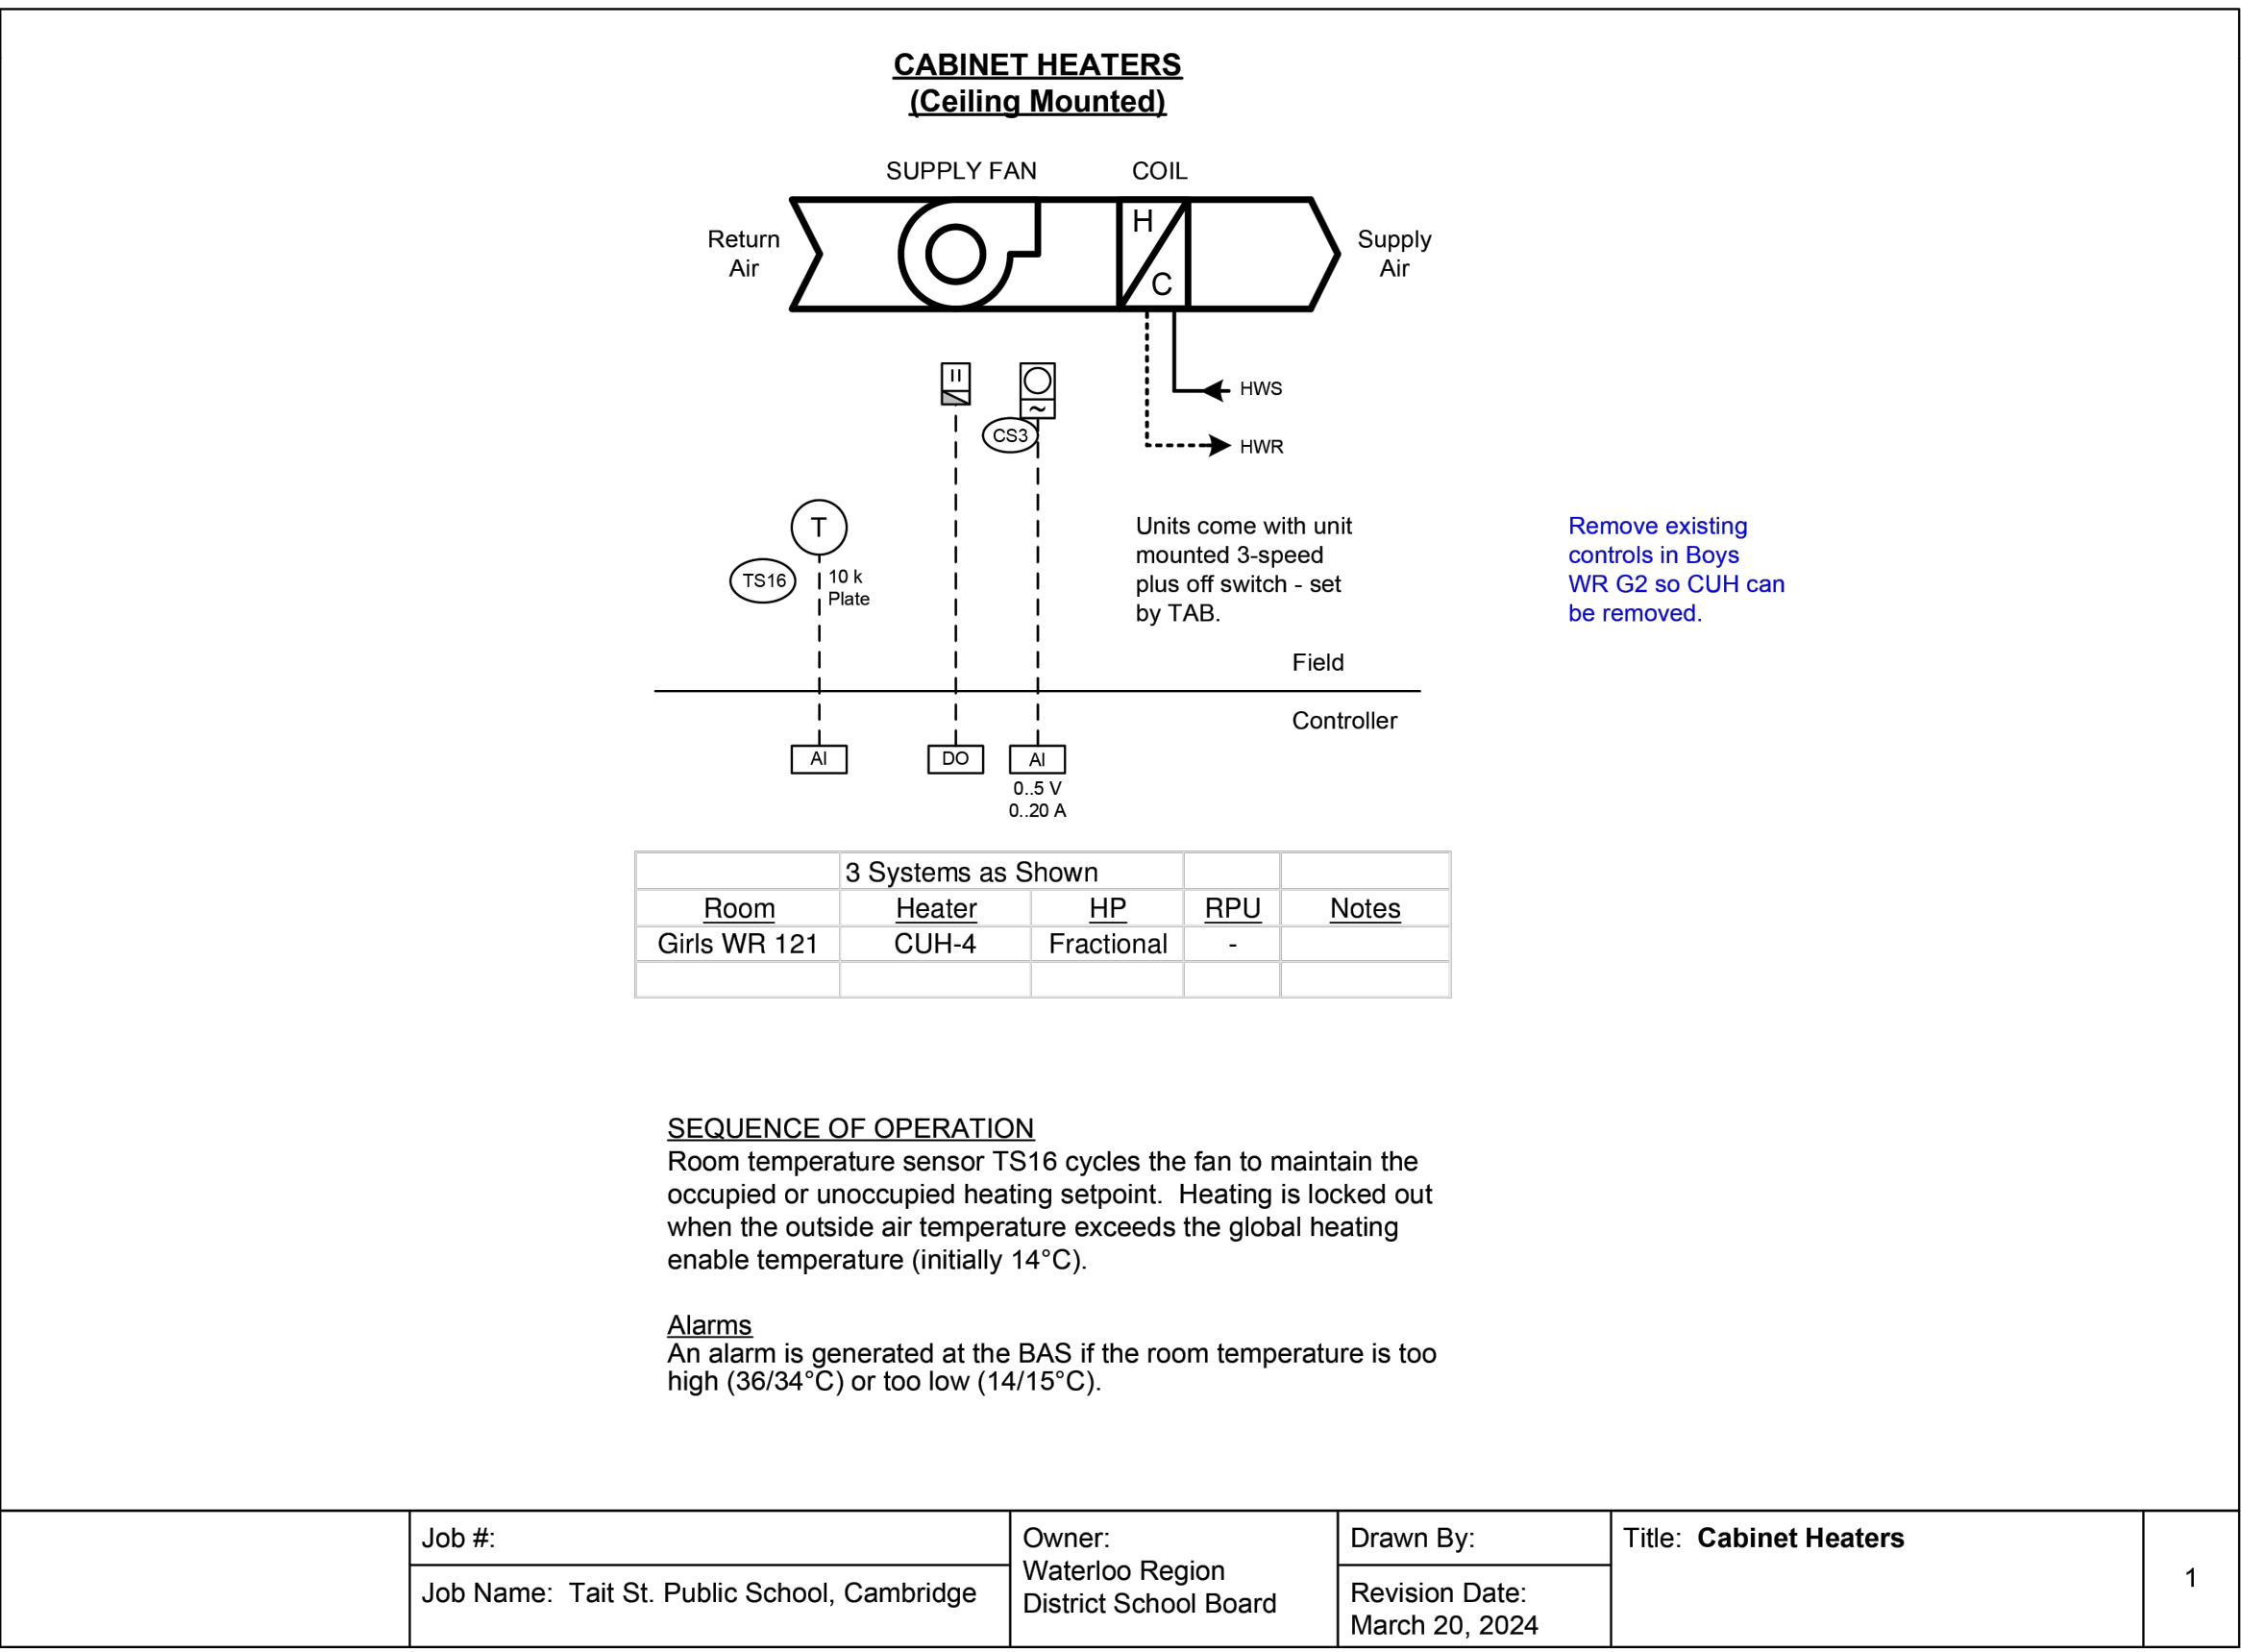 CABINET HEATERS
(Ceiling Mounted)
SUPPLY FAN
COIL
Return
Air
H
C
Supply
Air
HWS
~
CS3
HWR
T
TS16
10 k
Plate
Units come with unit
mounted 3-speed
plus off switch - set
by TAB.
Remove existing
controls in Boys
WR G2 so CUH can
be removed.
Field
Controller
AI
DO
AI
0..5 V
0..20 A
3 Systems as Shown
Room Heater HP RPU Notes
Girls WR 121 CUH-4 Fractional -
SEQUENCE OF OPERATION
Room temperature sensor TS16 cycles the fan to maintain the
occupied or unoccupied heating setpoint.  Heating is locked out
when the outside air temperature exceeds the global heating
enable temperature (initially 14°C).
Alarms
An alarm is generated at the BAS if the room temperature is too
high (36/34°C) or too low (14/15°C).
Job #:
Job Name:  Tait St. Public School, Cambridge
Owner:
Waterloo Region
District School Board
Drawn By:
Revision Date:
March 20, 2024
Title:  Cabinet Heaters
1